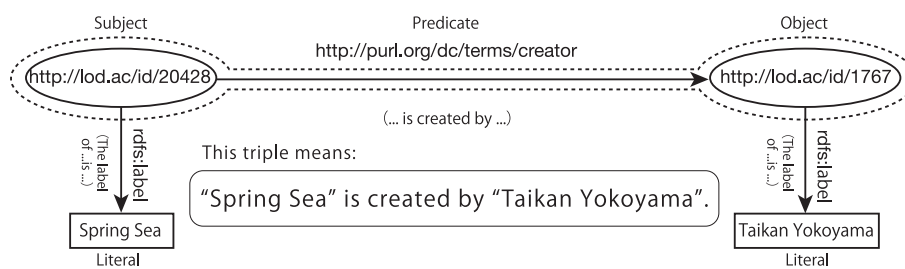 Subject
Predicate
Object
http://purl.org/dc/terms/creator
http://lod.ac/id/20428
http://lod.ac/id/1767
(... is created by ...)
rdfs:label
(The label
of ...is ...)
This triple means:
“Spring Sea” is created by “Taikan Yokoyama”.
rdfs:label
(The label
of ...is ...)
Spring Sea
Taikan Yokoyama
Literal
Literal